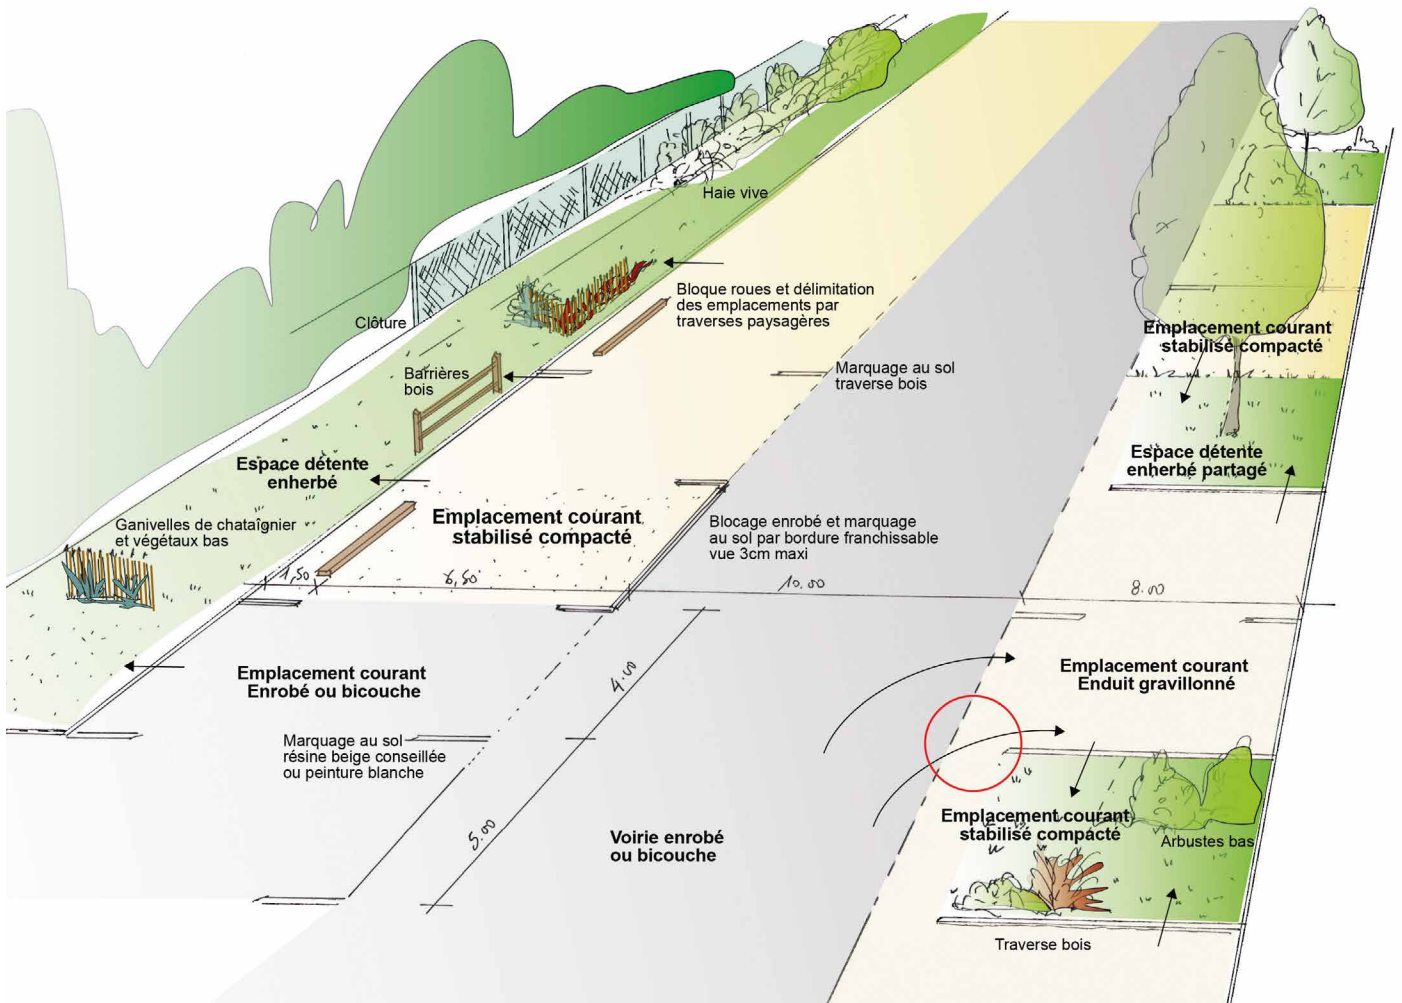 Haie vive
Bloque roues et délimitation
des emplacements par
traverses paysagères
Clôture
Emplacement courant
stabilisé compacté
Barrières
bois
Marquage au sol
traverse bois
Espace détente
enherbé
Espace détente
enherbé partagé
Ganivelles de chataîgnier
et végétaux bas
Emplacement courant
stabilisé compacté
Blocage enrobé et marquage
au sol par bordure franchissable
vue 3cm maxi
1,50
6,50
10.00
8.00
Emplacement courant
Enrobé ou bicouche
4.00
Emplacement courant
Enduit gravillonné
Marquage au sol
résine beige conseillée
ou peinture blanche
5.00
Voirie enrobé
ou bicouche
Emplacement courant
stabilisé compacté
Arbustes bas
Traverse bois